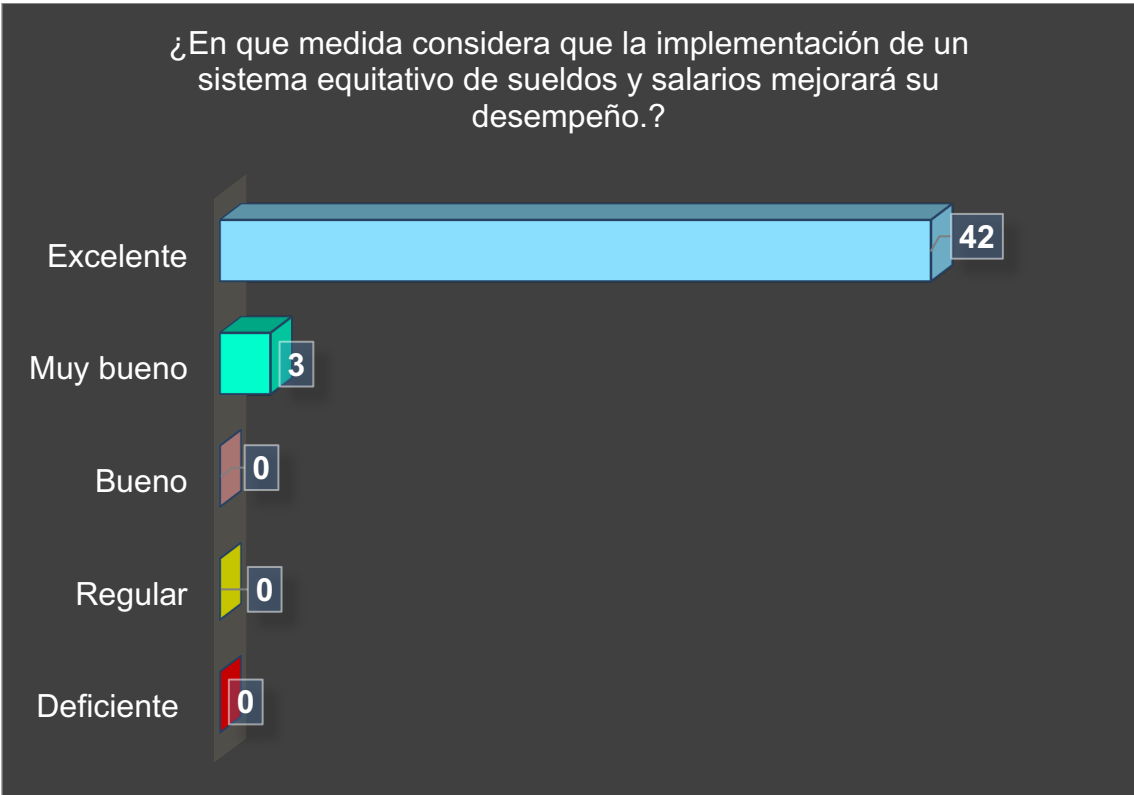 ¿En que medida considera que la implementación de un
sistema equitativo de sueldos y salarios mejorará su
desempeño.?
Excelente
42
Muy bueno
3
Bueno
0
Regular
0
Deficiente
0